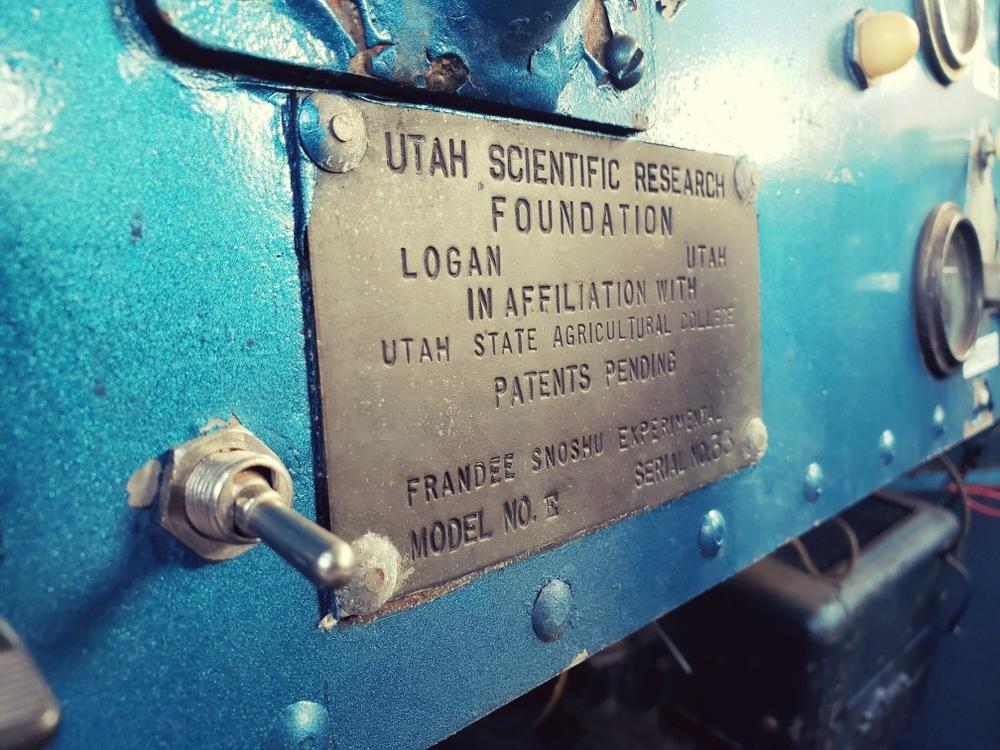 UTAH SCIENTIFIC RESEARCH
FOUNDATION
LOGAN UTAH
IN AFFILIATION WITH
UTAH STATE AGRICULTURAL COLLEGE
PATENTS PENDING
FRANDEE SNOSHU EXPERIMENTAL
MODEL NO. E SERIAL NO. 33